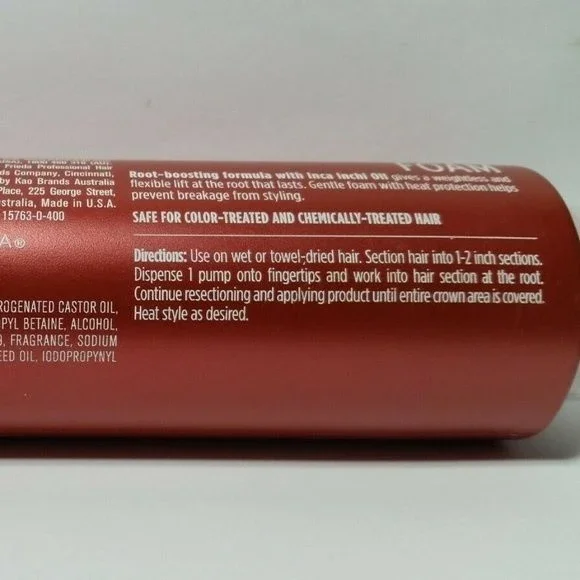 FOAM
Root-boosting formula with Inca Inchi Oil gives a weightless and
flexible lift at the root that lasts. Gentle foam with heat protection helps
prevent breakage from styling.
SAFE FOR COLOR-TREATED AND CHEMICALLY-TREATED HAIR
Directions: Use on wet or towel-dried hair. Section hair into 1-2 inch sections.
Dispense 1 pump onto fingertips and work into hair section at the root.
Continue resectioning and applying product until entire crown area is covered.
Heat style as desired.
Frieda Professional Hair
ds Company, Cincinnati,
by Kao Brands Australia
Place, 225 George Street,
ustralia, Made in U.S.A.
15763-0-400
A®
ROGENATED CASTOR OIL,
PYL BETAINE, ALCOHOL,
9, FRAGRANCE, SODIUM
EED OIL, IODOPROPYNYL